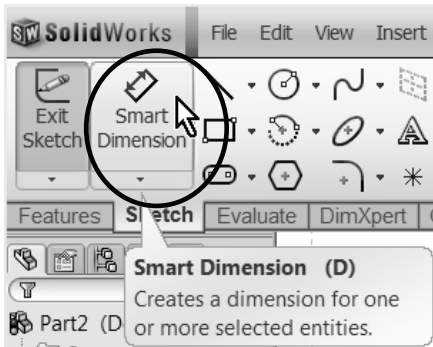 SolidWorks File Edit View Insert
Exit Sketch
Smart Dimension
A
Features Sketch Evaluate DimXpert
Smart Dimension (D)
Creates a dimension for one
or more selected entities.
Part2 (D